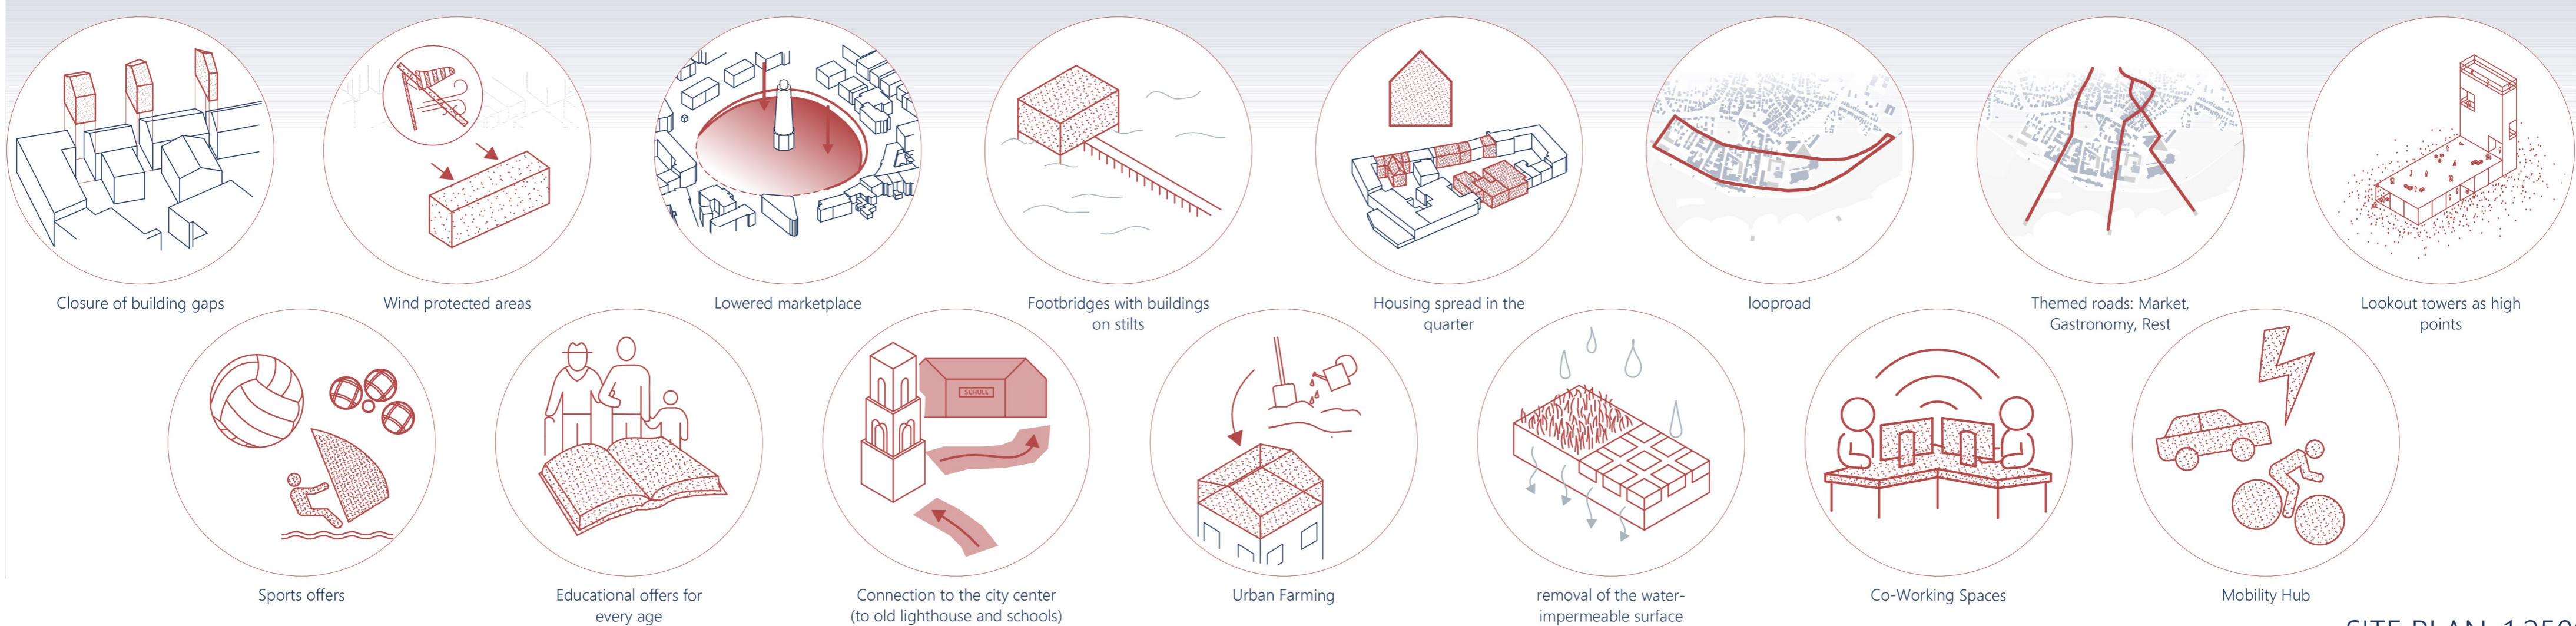 Closure of building gaps
Wind protected areas
Lowered marketplace
Footbridges with buildings
on stilts
Housing spread in the
quarter
looproad
Themed roads: Market,
Gastronomy, Rest
Lookout towers as high
points
SCHULE
Sports offers
Educational offers for
every age
Connection to the city center
(to old lighthouse and schools)
Urban Farming
removal of the water-
impermeable surface
Co-Working Spaces
Mobility Hub